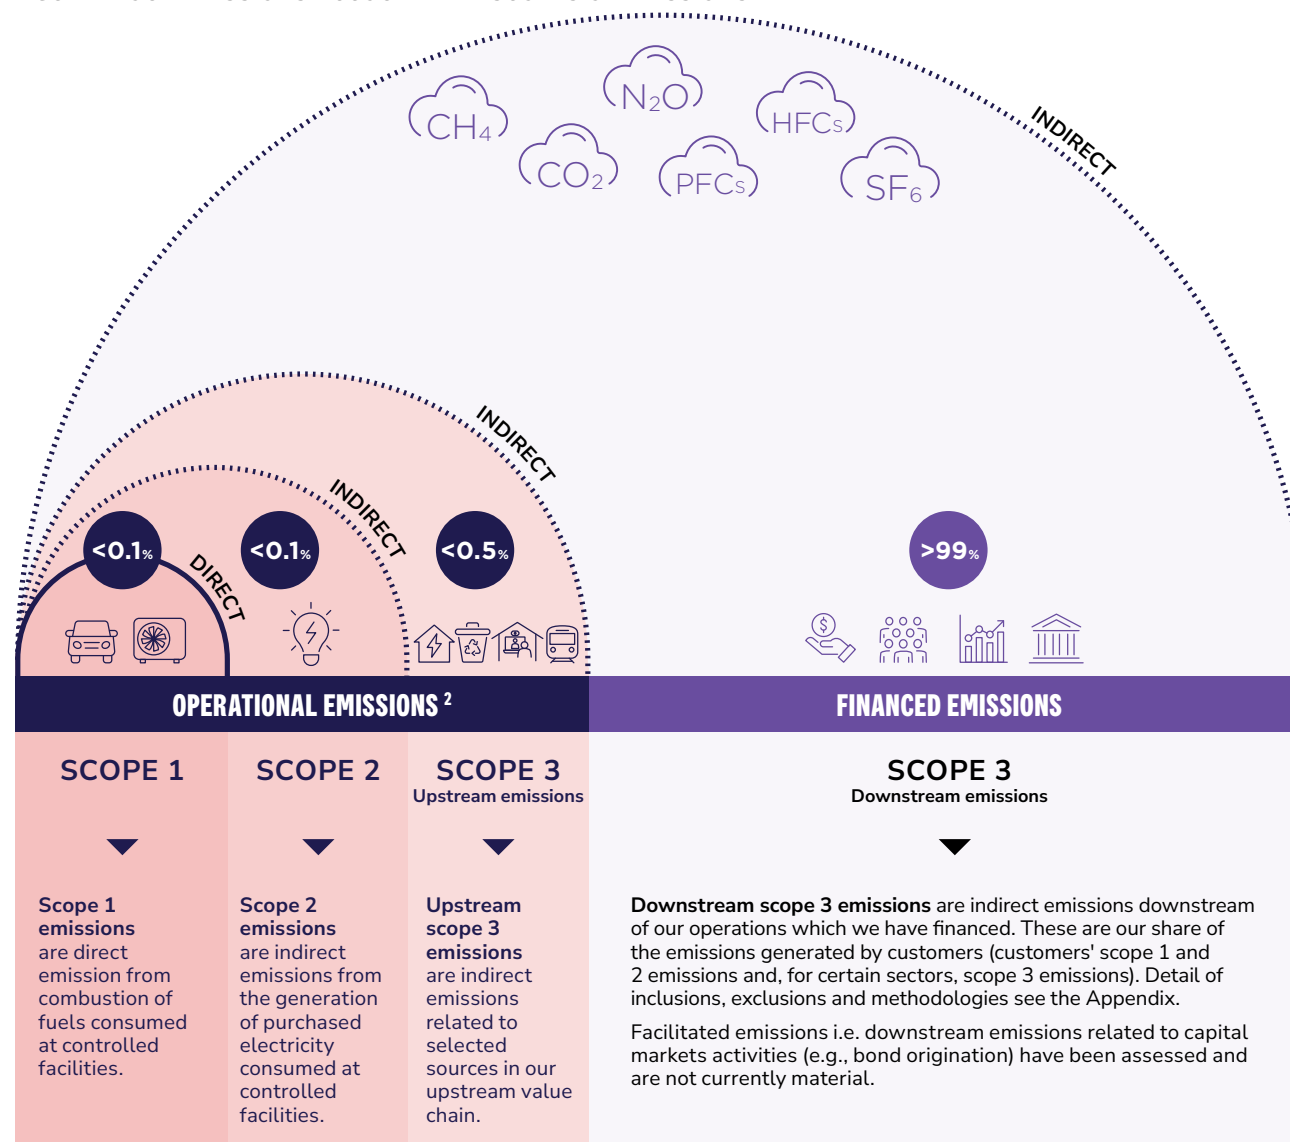 CH4
N2O
HFCs
CO2
PFCs
SF6
INDIRECT
INDIRECT
INDIRECT
DIRECT
<0.1%
<0.1%
<0.5%
>99%
OPERATIONAL EMISSIONS 2
FINANCED EMISSIONS
SCOPE 1
SCOPE 2
SCOPE 3
Upstream emissions
SCOPE 3
Downstream emissions
Scope 1
emissions
are direct
emission from
combustion of
fuels consumed
at controlled
facilities.
Scope 2
emissions
are indirect
emissions from
the generation
of purchased
electricity
consumed at
controlled
facilities.
Upstream
scope 3
emissions
are indirect
emissions
related to
selected
sources in our
upstream value
chain.
Downstream scope 3 emissions are indirect emissions downstream
of our operations which we have financed. These are our share of
the emissions generated by customers (customers' scope 1 and
2 emissions and, for certain sectors, scope 3 emissions). Detail of
inclusions, exclusions and methodologies see the Appendix.
Facilitated emissions i.e. downstream emissions related to capital
markets activities (e.g., bond origination) have been assessed and
are not currently material.